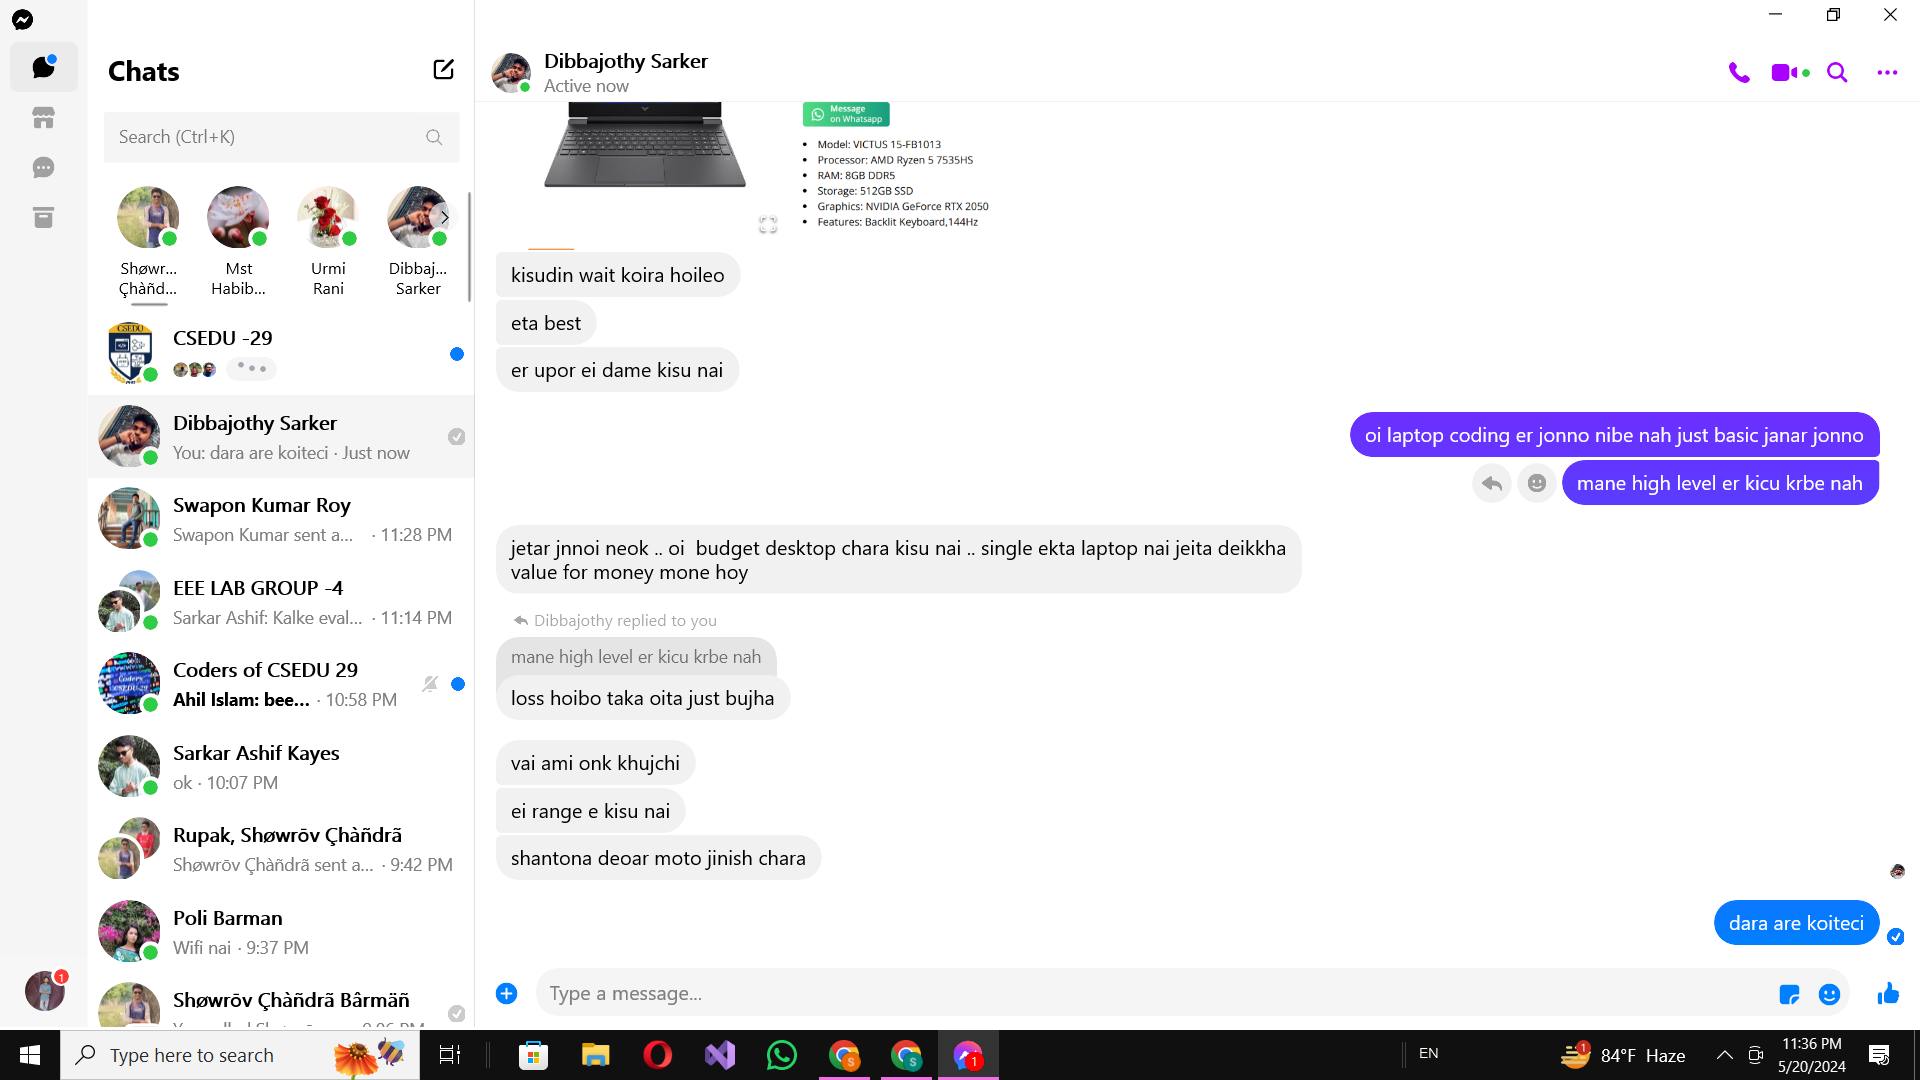 Chats
Search (Ctrl+K)
Shøwr...
Çhàñd...
Mst
Habib...
Urmi
Rani
Dibbaj...
Sarker
CSEDU -29
Dibbajothy Sarker
You: dara are koiteci · Just now
Swapon Kumar Roy
Swapon Kumar sent a... · 11:28 PM
EEE LAB GROUP -4
Sarkar Ashif: Kalke eval... · 11:14 PM
Coders of CSEDU 29
Ahil Islam: bee... · 10:58 PM
Sarkar Ashif Kayes
ok · 10:07 PM
Rupak, Shøwrōv Çhàñdrã
Shøwrōv Çhàñdrã sent a... · 9:42 PM
Poli Barman
Wifi nai · 9:37 PM
Shøwrōv Çhàñdrã Bârmäñ
1
Dibbajothy Sarker
Active now
Message
on Whatsapp
• Model: VICTUS 15-FB1013
• Processor: AMD Ryzen 5 7535HS
• RAM: 8GB DDR5
• Storage: 512GB SSD
• Graphics: NVIDIA GeForce RTX 2050
• Features: Backlit Keyboard,144Hz
kisudin wait koira hoileo
eta best
er upor ei dame kisu nai
oi laptop coding er jonno nibe nah just basic janar jonno
mane high level er kicu krbe nah
jetar jnnoi neok .. oi  budget desktop chara kisu nai .. single ekta laptop nai jeita deikkha
value for money mone hoy
Dibbajothy replied to you
mane high level er kicu krbe nah
loss hoibo taka oita just bujha
vai ami onk khujchi
ei range e kisu nai
shantona deoar moto jinish chara
dara are koiteci
Type a message...
Type here to search
1
EN
1
84°F Haze
11:36 PM
5/20/2024